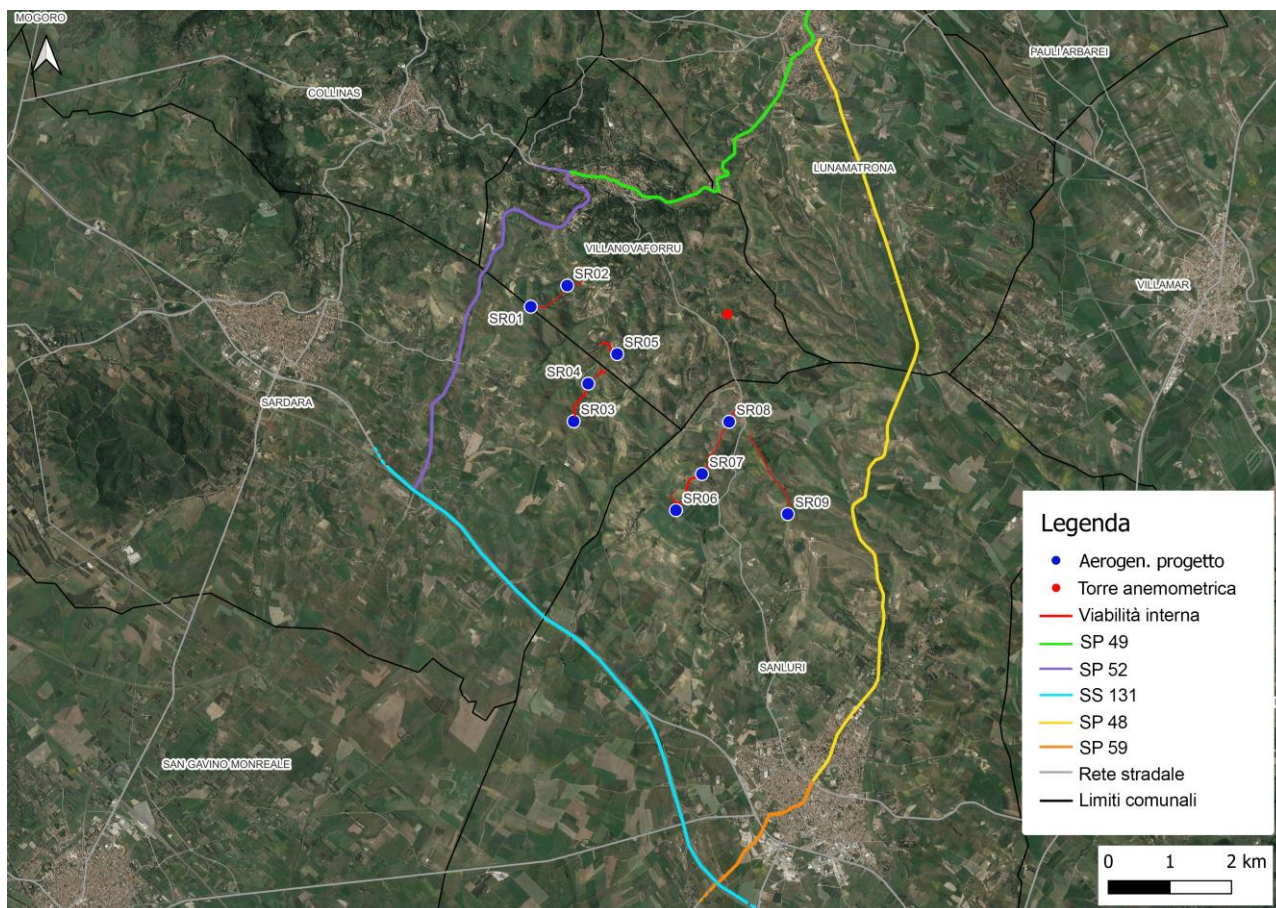 MOGORO
PAULI ARBAREI
COLLINAS
LUNAMATRONA
VILLANOVAFORRU
SR02
VILLAMAR
SR01
SR05
SR04
SARDARA
SR03
SR08
SR07
SR06
SR09
SANLURI
SAN GAVINO MONREALE
Legenda
Aerogen. progetto
Torre anemometrica
Viabilità interna
SP 49
SP 52
SS 131
SP 48
SP 59
Rete stradale
Limiti comunali
0 1 2 km